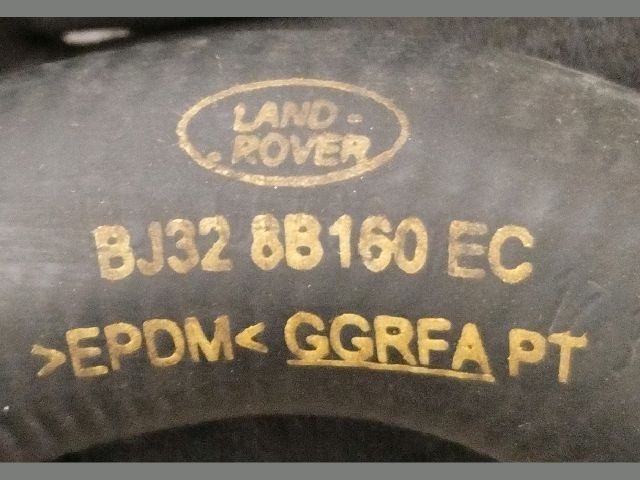 LAND-
ROVER
BJ32 8B160 EC
>EPDM< GGRFA PT